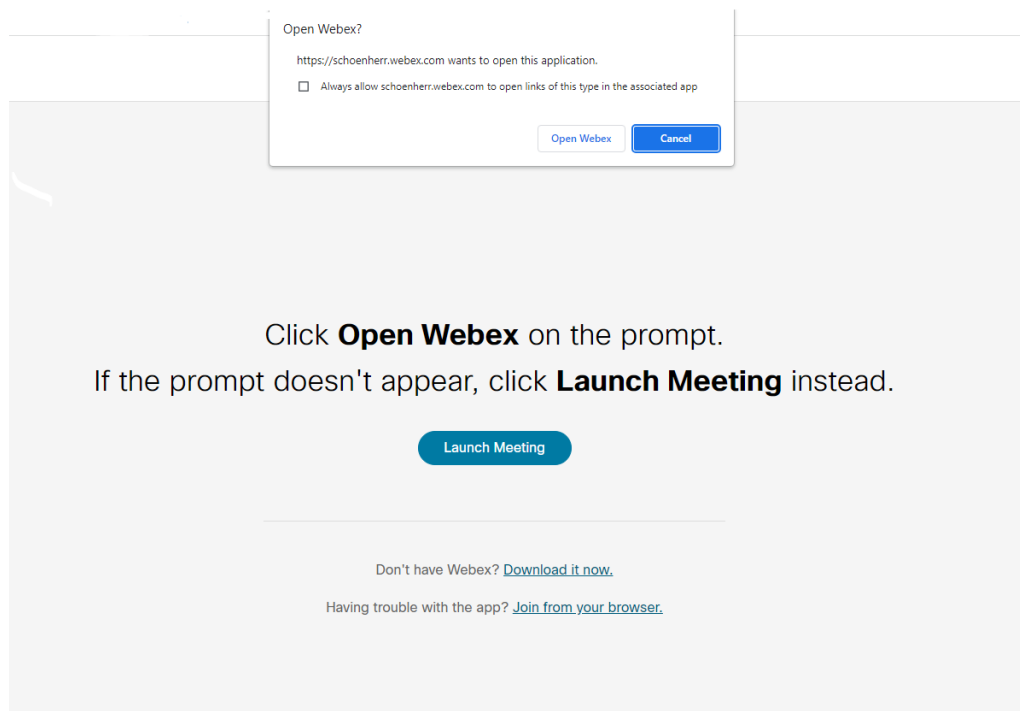 Open Webex?
https://schoenherr.webex.com wants to open this application.
Always allow schoenherr.webex.com to open links of this type in the associated app
Open Webex Cancel
Click Open Webex on the prompt.
If the prompt doesn't appear, click Launch Meeting instead.
Launch Meeting
Don't have Webex? Download it now.
Having trouble with the app? Join from your browser.